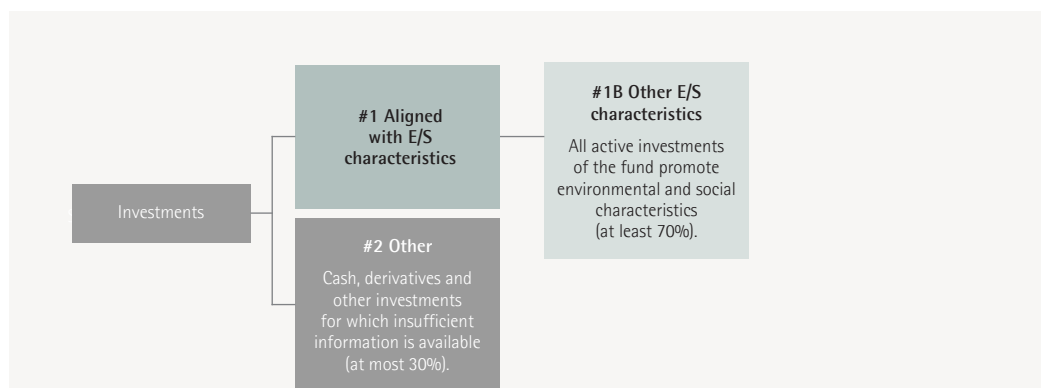 Investments
#1 Aligned
with E/S
characteristics
#1B Other E/S
characteristics
All active investments
of the fund promote
environmental and social
characteristics
(at least 70%).
#2 Other
Cash, derivatives and
other investments
for which insufficient
information is available
(at most 30%).